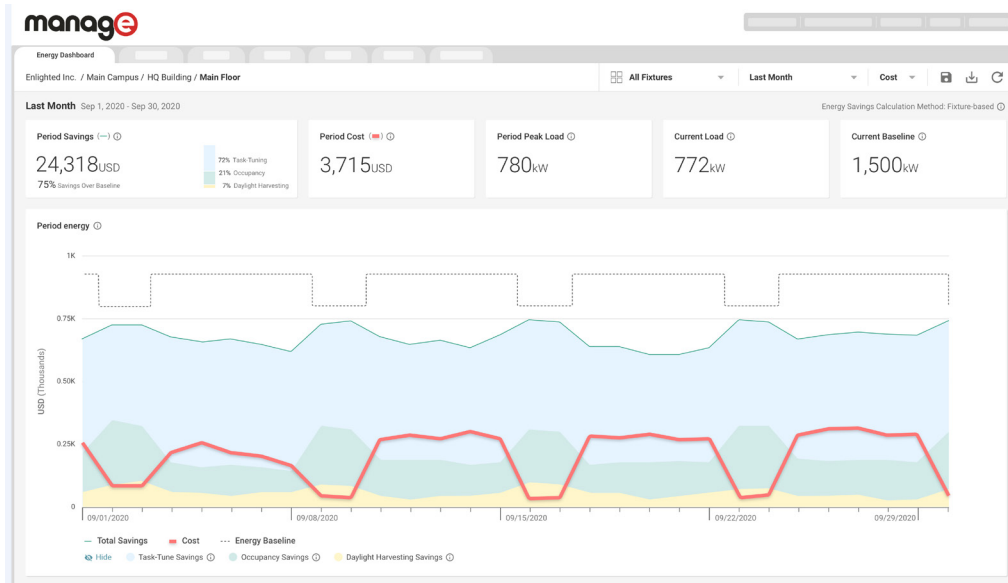 manage
Energy Dashboard
Enlighted Inc. / Main Campus / HQ Building / Main Floor
All Fixtures
Last Month
Cost
Last Month Sep 1, 2020 - Sep 30, 2020
Energy Savings Calculation Method: Fixture-based
Period Savings (—)
24,318USD
75% Savings Over Baseline
72% Task-Tuning
21% Occupancy
7% Daylight Harvesting
Period Cost (▬)
3,715USD
Period Peak Load
780kW
Current Load
772kW
Current Baseline
1,500kW
Period energy
1K
0.75K
0.50K
0.25K
0
USD (Thousands)
09/01/2020
09/08/2020
09/15/2020
09/22/2020
09/29/2020
Total Savings
Cost
Energy Baseline
Hide
Task-Tune Savings
Occupancy Savings
Daylight Harvesting Savings